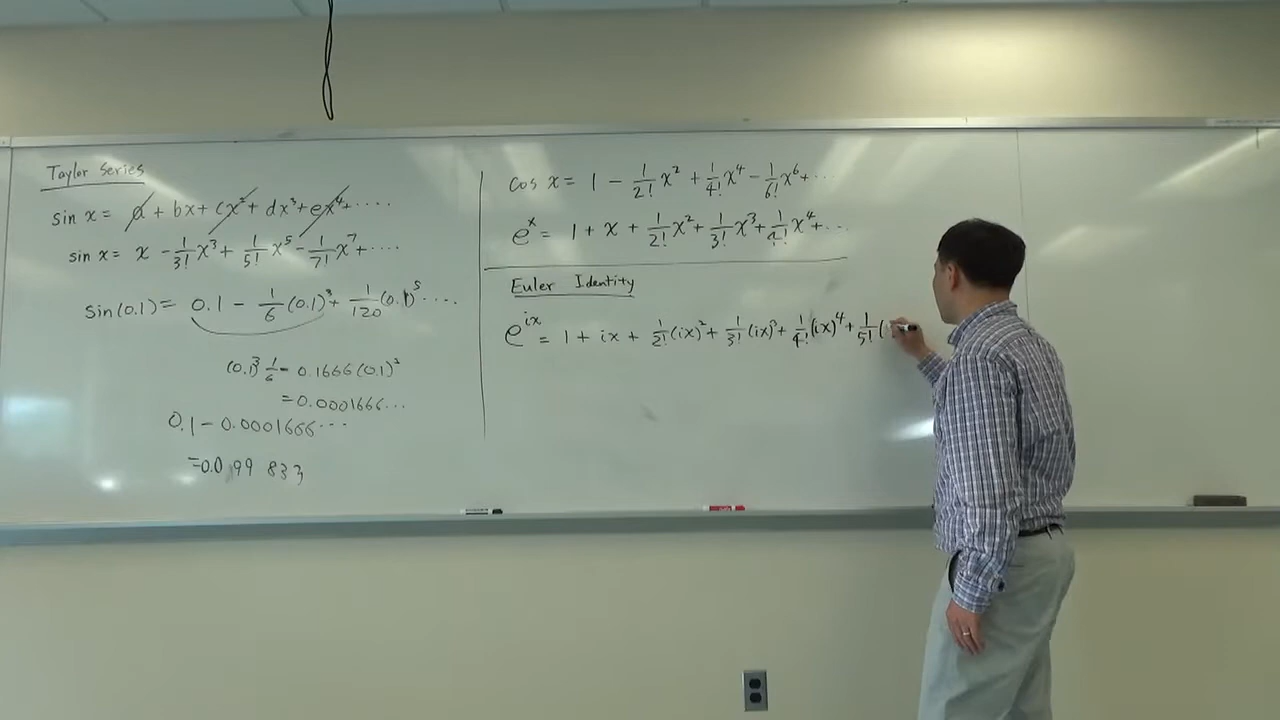 Taylor Series
sin x = a + bx + cx² + dx³ + ex⁴ + ....
sin x = x - 1/3! x³ + 1/5! x⁵ - 1/7! x⁷ + ....
sin(0.1) = 0.1 - 1/6 (0.1)³ + 1/120 (0.1)⁵ ....
(0.1)³ 1/6 = 0.1666 (0.1)²
= 0.0001666...
0.1 - 0.0001666...
= 0.099 833
cos x = 1 - 1/2! x² + 1/4! x⁴ - 1/6! x⁶ + ...
eˣ = 1 + x + 1/2! x² + 1/3! x³ + 1/4! x⁴ + ...
Euler Identity
eⁱˣ = 1 + ix + 1/2! (ix)² + 1/3! (ix)³ + 1/4! (ix)⁴ + 1/5! (